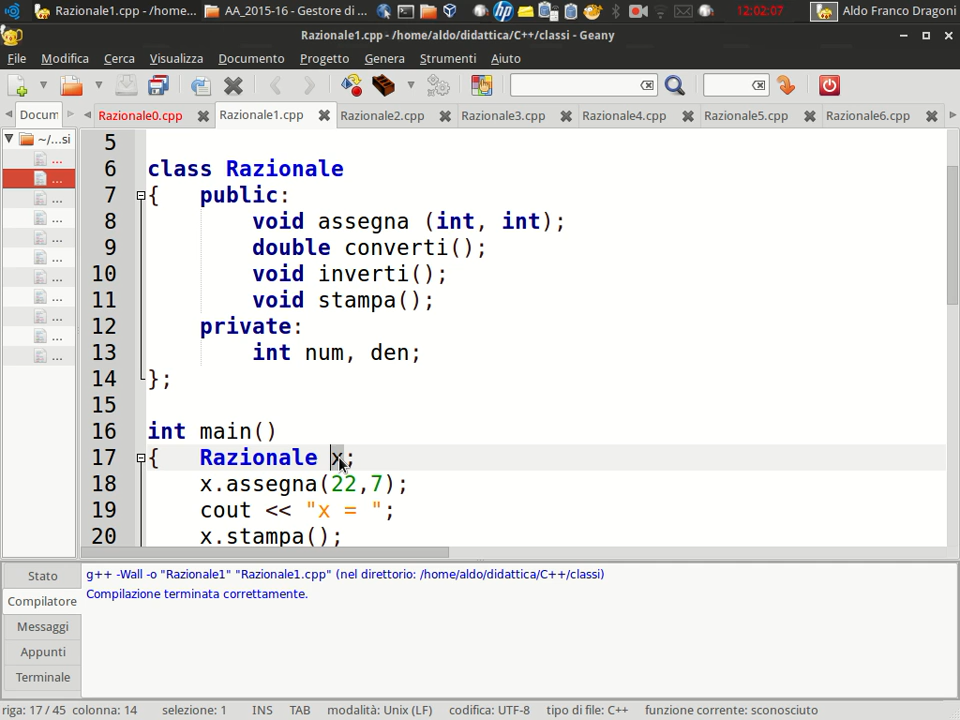 Razionale1.cpp - /home...
AA_2015-16 - Gestore di ...
12:02:07
Aldo Franco Dragoni
Razionale1.cpp - /home/aldo/didattica/C++/classi - Geany
File Modifica Cerca Visualizza Documento Progetto Genera Strumenti Aiuto
Docum
Razionale0.cpp Razionale1.cpp Razionale2.cpp Razionale3.cpp Razionale4.cpp Razionale5.cpp Razionale6.cpp
~/...si
...
...
...
...
...
...
...
...
...
...
...
5
6 class Razionale
7 { public:
8 void assegna (int, int);
9 double converti();
10 void inverti();
11 void stampa();
12 private:
13 int num, den;
14 };
15
16 int main()
17 { Razionale x;
18 x.assegna(22,7);
19 cout << "x = ";
20 x.stampa();
Stato
Compilatore
Messaggi
Appunti
Terminale
g++ -Wall -o "Razionale1" "Razionale1.cpp" (nel direttorio: /home/aldo/didattica/C++/classi)
Compilazione terminata correttamente.
riga: 17 / 45 colonna: 14 selezione: 1 INS TAB modalità: Unix (LF) codifica: UTF-8 tipo di file: C++ funzione corrente: sconosciuto